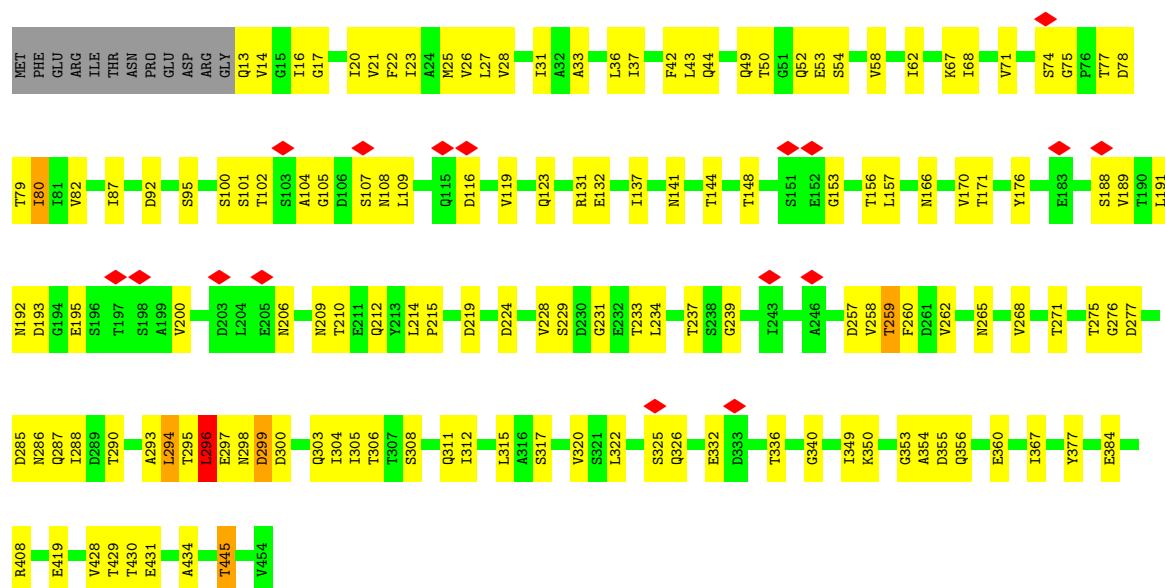 MET PHE GLU ARG ILE THR ASN PRO GLU ASP ARG GLY Q13 V14 G15 I16 G17 I20 V21 F22 I23 A24 M25 V26 L27 V28 I31 A32 A33 L36 I37 F42 L43 Q44 Q49 T50 G51 Q52 E53 S54 V58 I62 K67 I68 V71 S74 G75 P76 T77 D78
T79 I80 I81 V82 I87 D92 S95 S100 S101 T102 S103 A104 G105 D106 S107 N108 L109 Q115 D116 V119 Q123 R131 E132 I137 N141 T144 T148 S151 E152 G153 T156 L157 N166 V170 T171 Y176 E183 S188 V189 T190 L191
N192 D193 G194 E195 S196 T197 S198 A199 V200 D203 L204 E205 N206 N209 T210 E211 Q212 Y213 L214 P215 D219 D224 V228 S229 D230 G231 E232 T233 L234 T237 S238 G239 I243 A246 D257 V258 T259 F260 D261 V262 N265 V268 T271 T275 G276 D277
D285 N286 Q287 I288 D289 T290 A293 L294 T295 L296 E297 N298 D299 D300 Q303 I304 I305 T306 T307 S308 Q311 I312 L315 A316 S317 V320 S321 L322 S325 Q326 E332 D333 T336 G340 I349 K350 G353 A354 D355 Q356 E360 I367 Y377 E384
R408 E419 V428 T429 T430 E431 A434 T445 V454